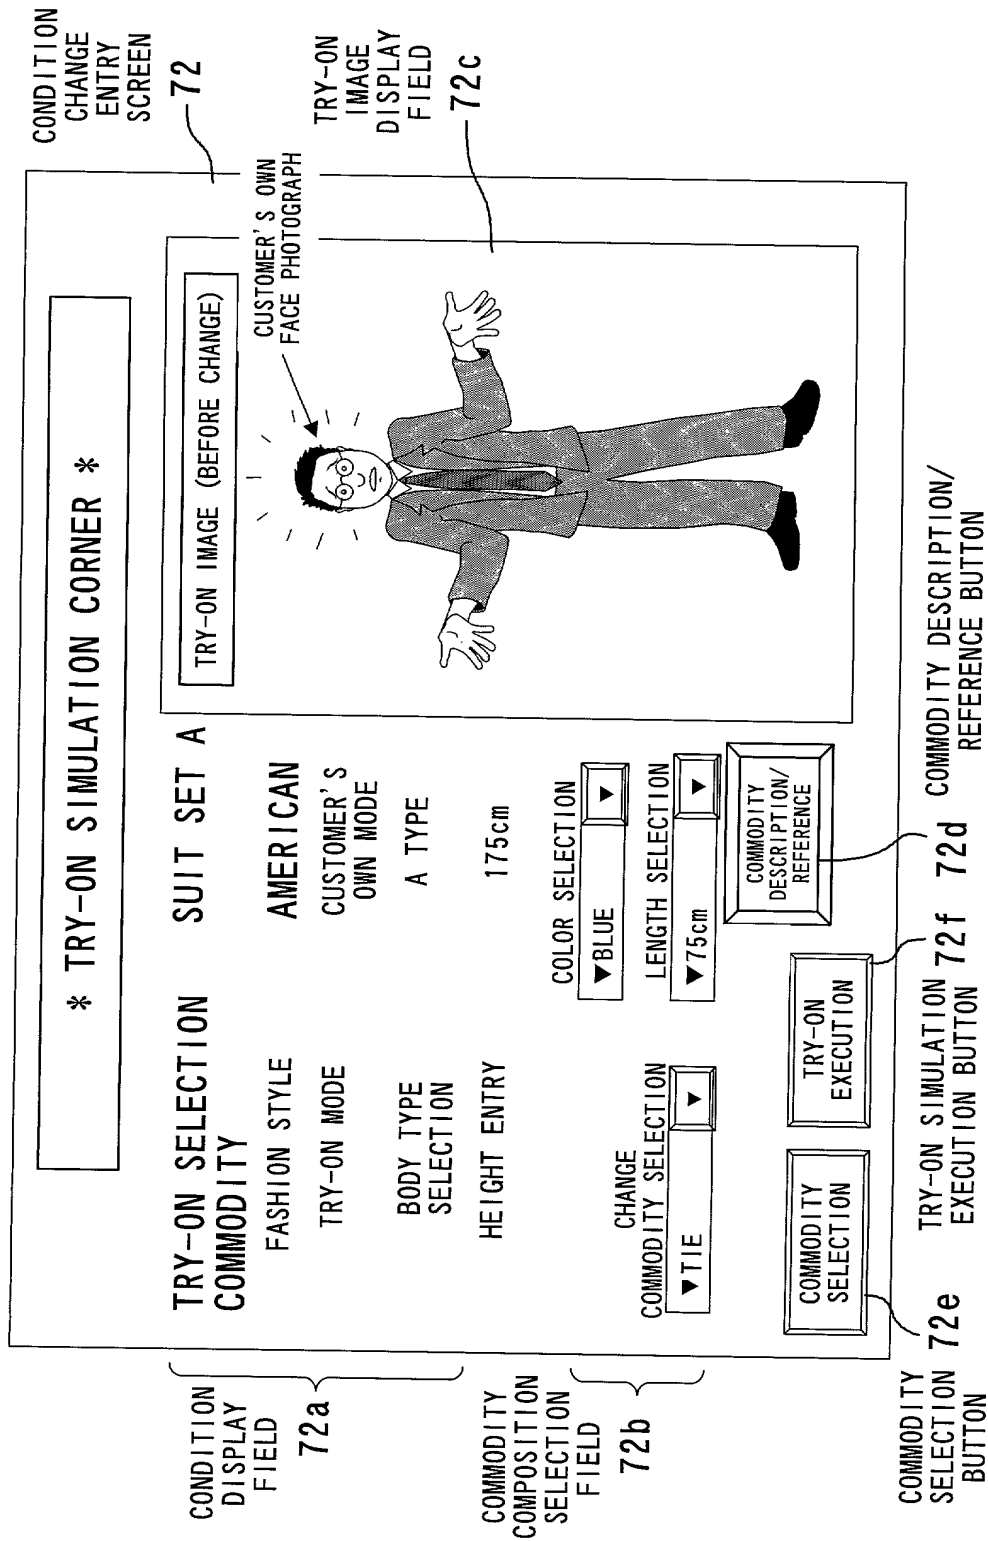 CONDITION
CHANGE
ENTRY
SCREEN
72
* TRY-ON SIMULATION CORNER *
CONDITION
DISPLAY
FIELD
72a
TRY-ON SELECTION
COMMODITY
SUIT SET A
FASHION STYLE
AMERICAN
TRY-ON MODE
CUSTOMER'S
OWN MODE
BODY TYPE
SELECTION
A TYPE
HEIGHT ENTRY
175cm
TRY-ON IMAGE (BEFORE CHANGE)
CUSTOMER'S OWN
FACE PHOTOGRAPH
TRY-ON
IMAGE
DISPLAY
FIELD
72c
COMMODITY
COMPOSITION
SELECTION
FIELD
72b
CHANGE
COMMODITY SELECTION
▼TIE ▼
COLOR SELECTION
▼BLUE ▼
LENGTH SELECTION
▼75cm ▼
COMMODITY
SELECTION
TRY-ON
EXECUTION
COMMODITY
DESCRIPTION/
REFERENCE
COMMODITY
SELECTION
BUTTON
72e
TRY-ON SIMULATION
EXECUTION BUTTON
72f
72d
COMMODITY DESCRIPTION/
REFERENCE BUTTON